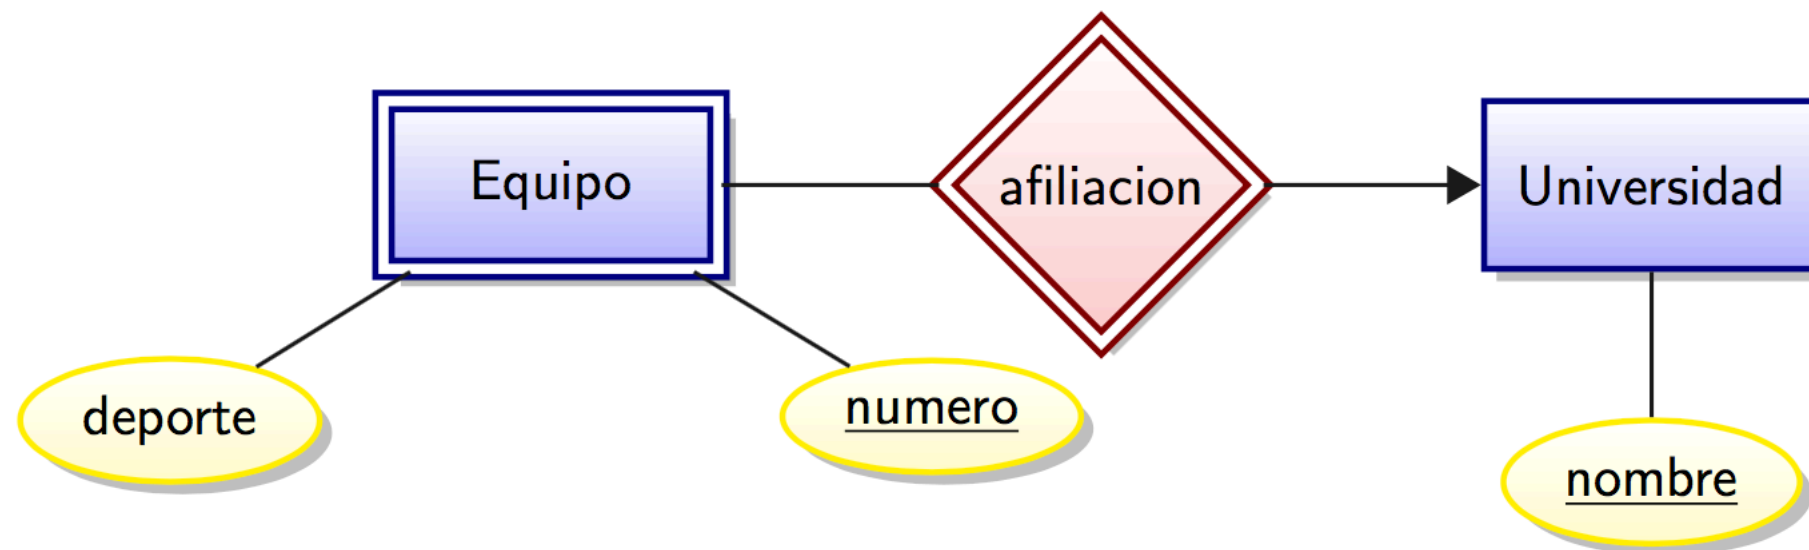 Equipo
afiliacion
Universidad
deporte
numero
nombre